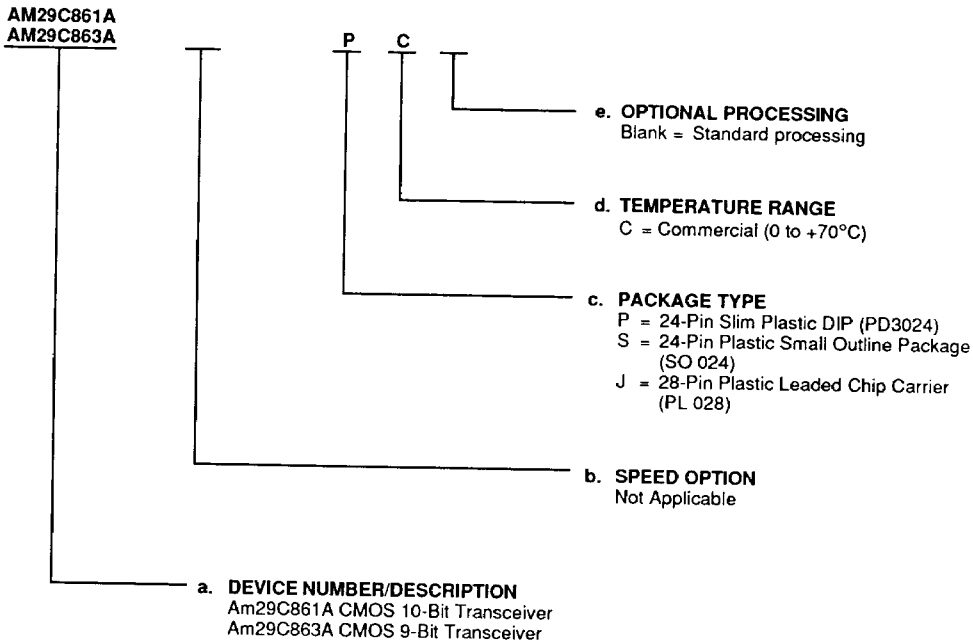 AM29C861A
AM29C863A
P C
e. OPTIONAL PROCESSING
Blank = Standard processing
d. TEMPERATURE RANGE
C = Commercial (0 to +70°C)
c. PACKAGE TYPE
P = 24-Pin Slim Plastic DIP (PD3024)
S = 24-Pin Plastic Small Outline Package
(SO 024)
J = 28-Pin Plastic Leaded Chip Carrier
(PL 028)
b. SPEED OPTION
Not Applicable
a. DEVICE NUMBER/DESCRIPTION
Am29C861A CMOS 10-Bit Transceiver
Am29C863A CMOS 9-Bit Transceiver